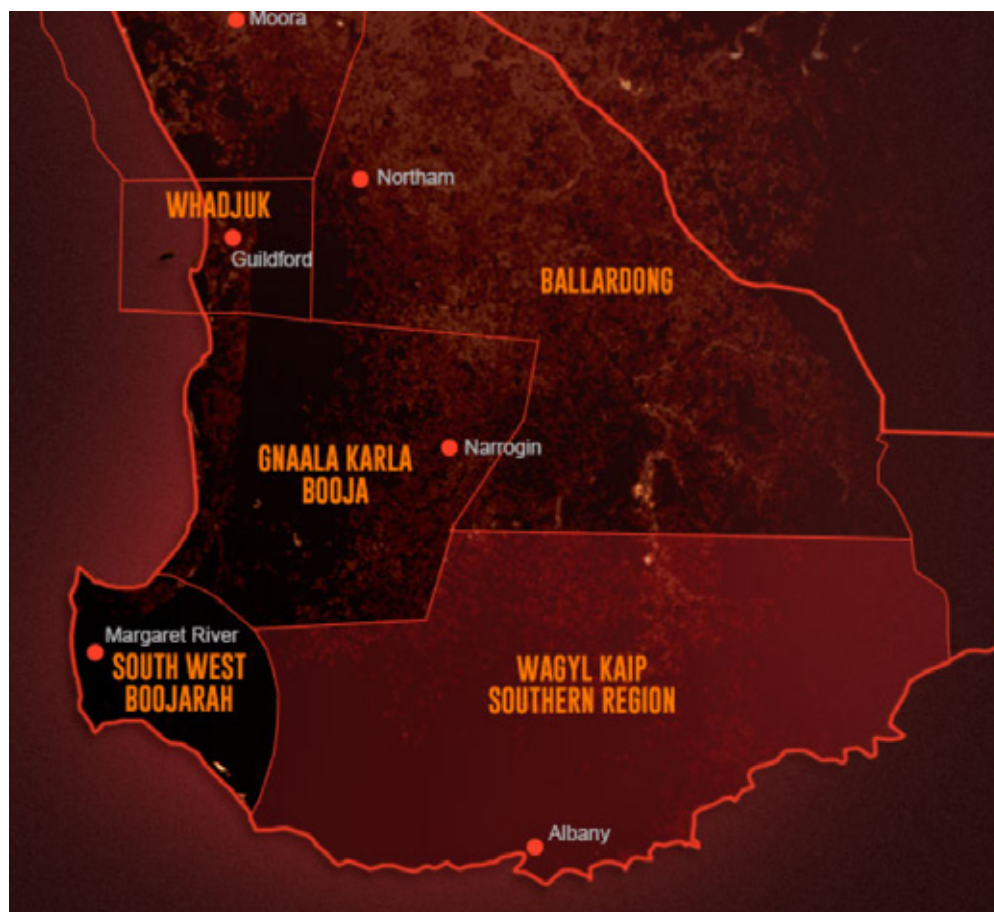 Moora
Northam
WHADJUK
Guildford
BALLARDONG
Narrogin
GNAALA KARLA
BOOJA
Margaret River
SOUTH WEST
BOOJARAH
WAGYL KAIP
SOUTHERN REGION
Albany